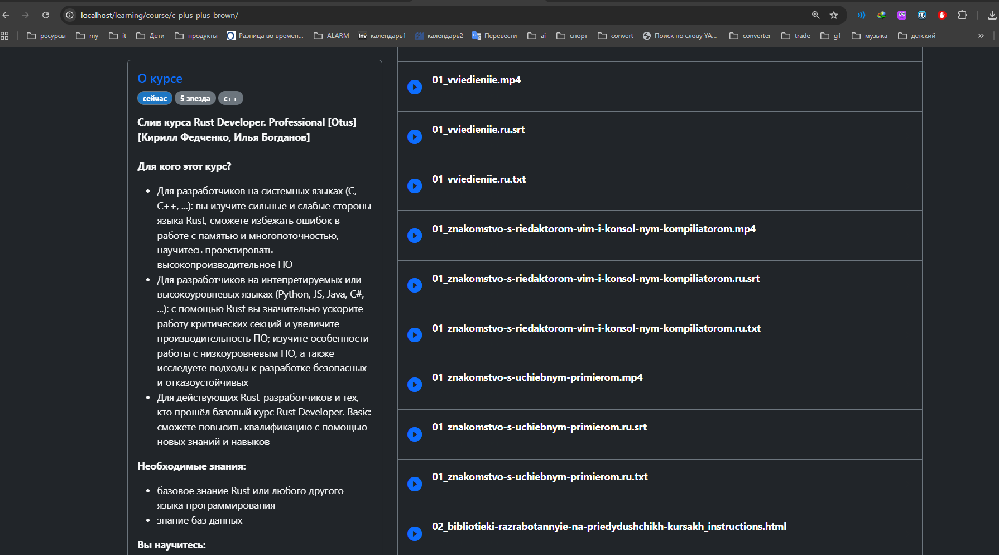 localhost/learning/course/c-plus-plus-brown/
ресурсы my it Дети продукты Разница во времен... ALARM Inv календарь1 календарь2 Перевести ai спорт convert Поиск по слову YA... converter trade g1 музыка детский »
О курсе
сейчас 5 звезда c++
Слив курса Rust Developer. Professional [Otus]
[Кирилл Федченко, Илья Богданов]
Для кого этот курс?
Для разработчиков на системных языках (C,
C++, ...): вы изучите сильные и слабые стороны
языка Rust, сможете избежать ошибок в
работе с памятью и многопоточностью,
научитесь проектировать
высокопроизводительное ПО
Для разработчиков на интепретируемых или
высокоуровневых языках (Python, JS, Java, C#,
...): с помощью Rust вы значительно ускорите
работу критических секций и увеличите
производительность ПО; изучите особенности
работы с низкоуровневым ПО, а также
исследуете подходы к разработке безопасных
и отказоустойчивых
Для действующих Rust-разработчиков и тех,
кто прошёл базовый курс Rust Developer. Basic:
сможете повысить квалификацию с помощью
новых знаний и навыков
Необходимые знания:
базовое знание Rust или любого другого
языка программирования
знание баз данных
Вы научитесь:
01_vviedieniie.mp4
01_vviedieniie.ru.srt
01_vviedieniie.ru.txt
01_znakomstvo-s-riedaktorom-vim-i-konsol-nym-kompiliatorom.mp4
01_znakomstvo-s-riedaktorom-vim-i-konsol-nym-kompiliatorom.ru.srt
01_znakomstvo-s-riedaktorom-vim-i-konsol-nym-kompiliatorom.ru.txt
01_znakomstvo-s-uchiebnym-primierom.mp4
01_znakomstvo-s-uchiebnym-primierom.ru.srt
01_znakomstvo-s-uchiebnym-primierom.ru.txt
02_bibliotieki-razrabotannyie-na-priedydushchikh-kursakh_instructions.html